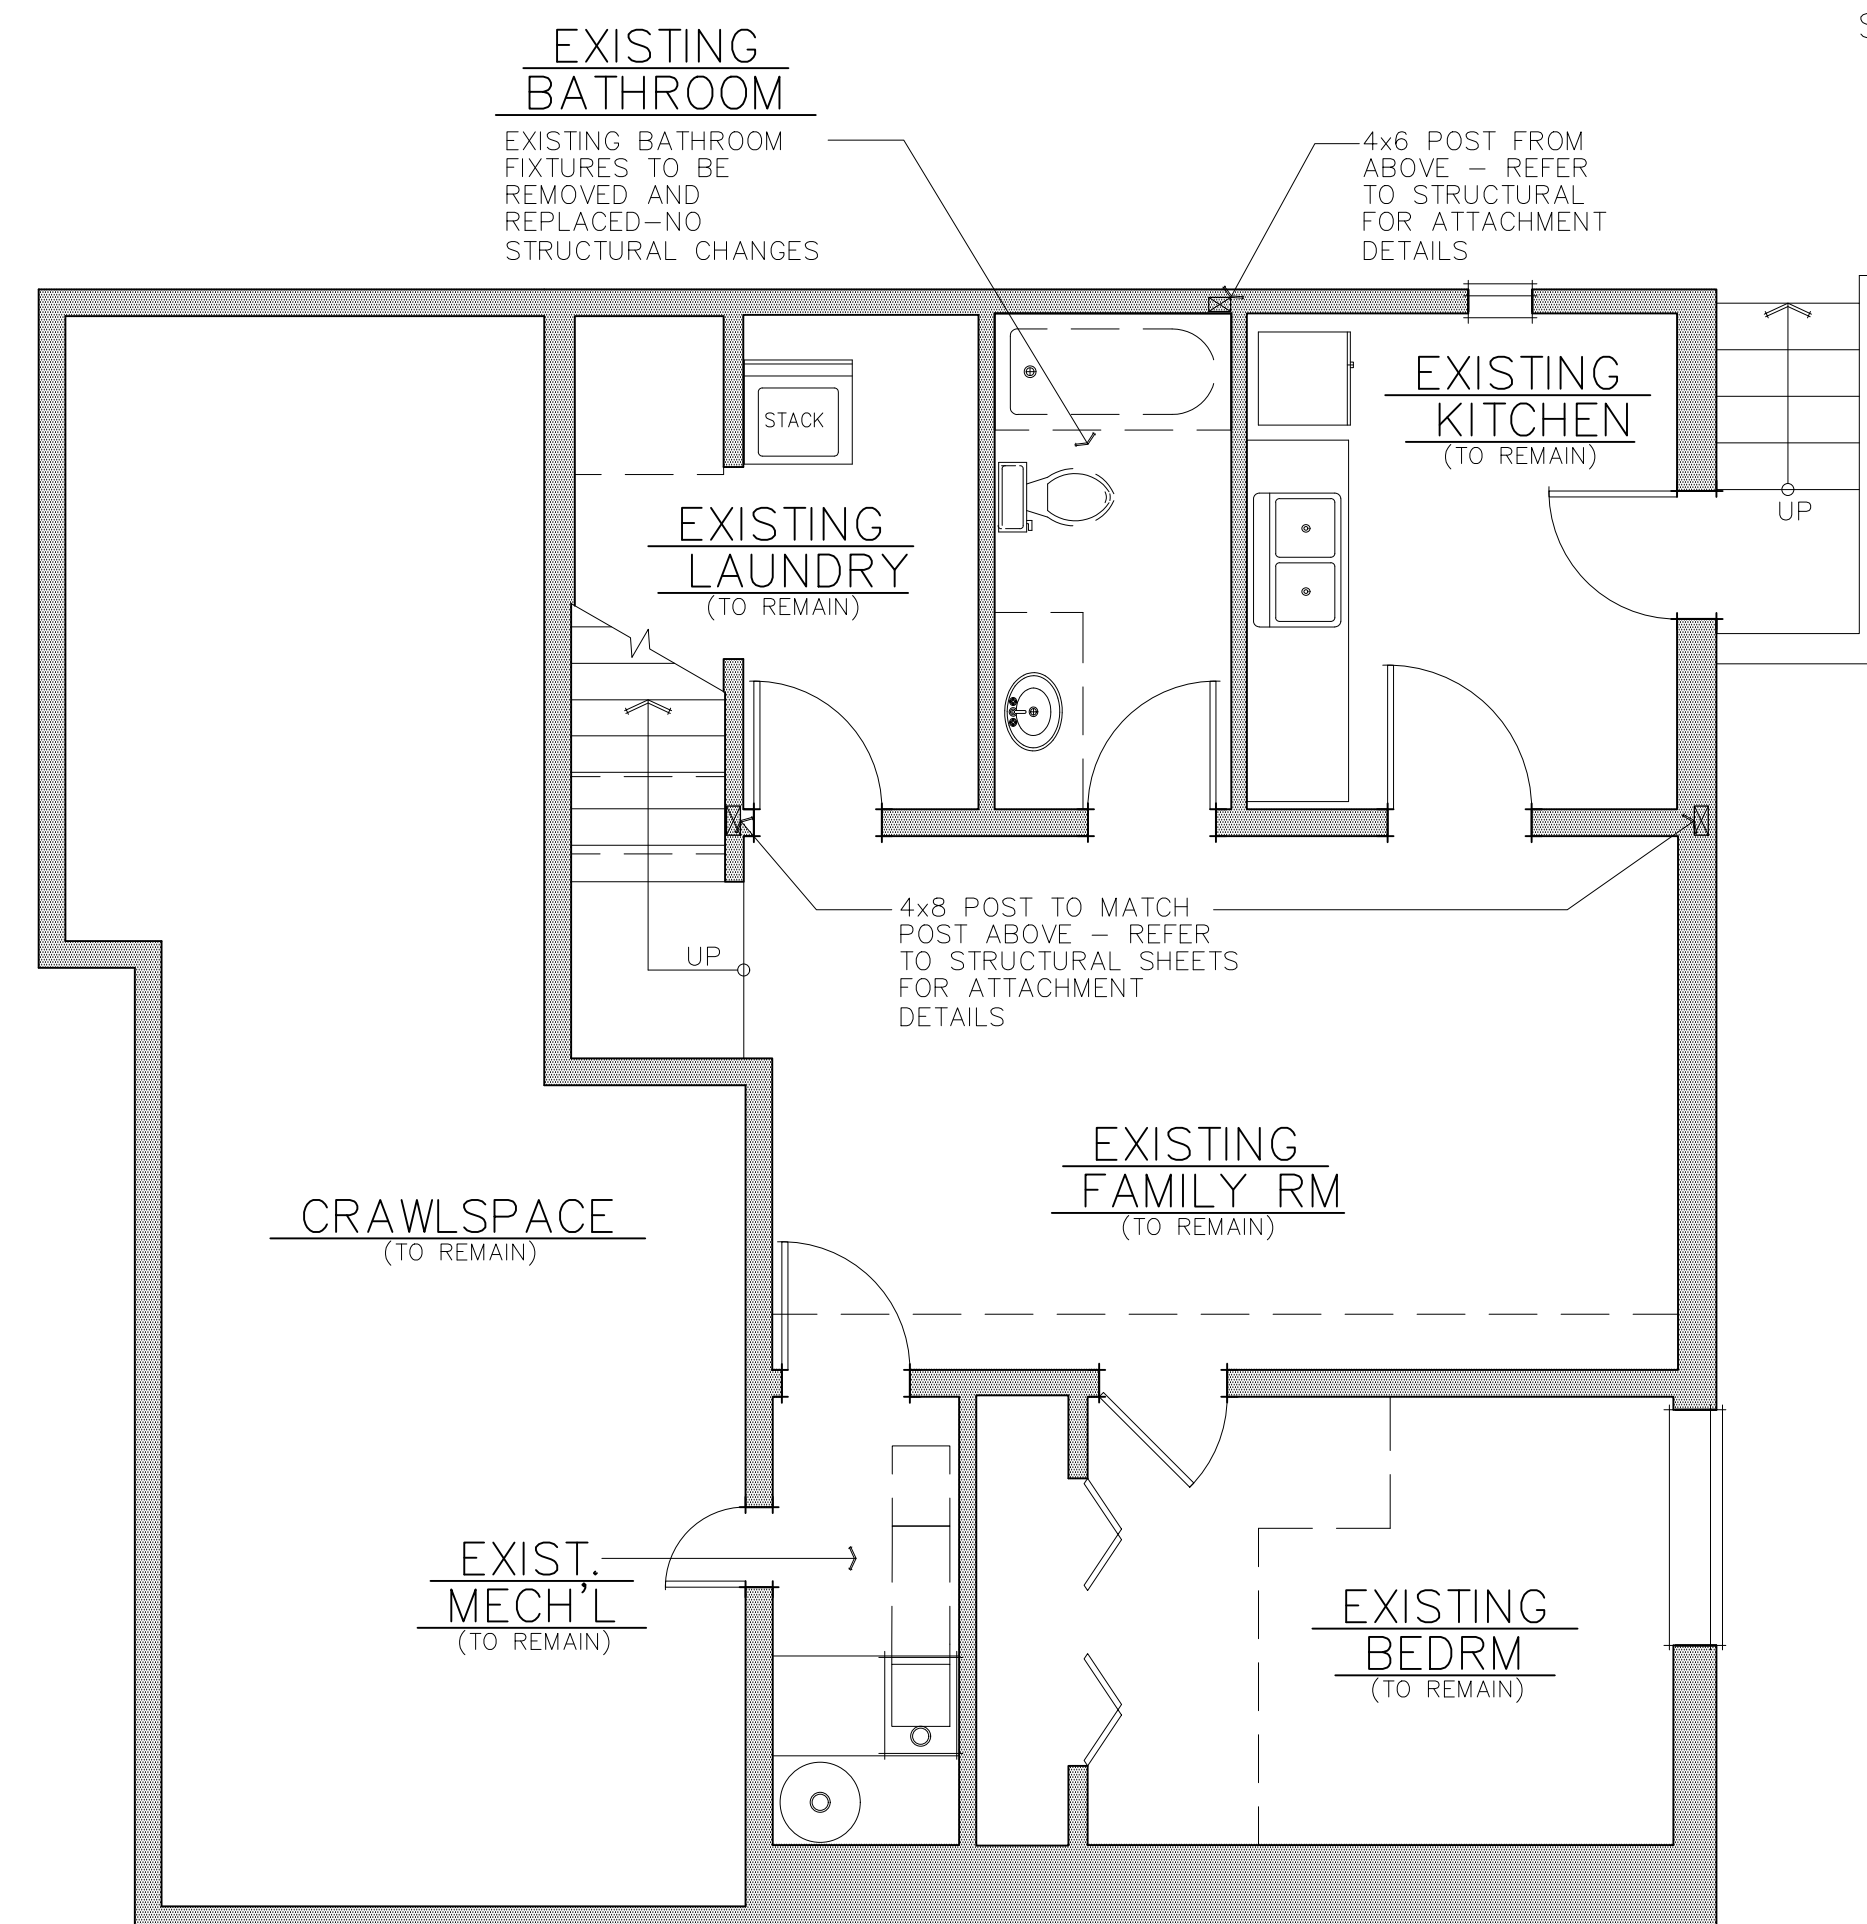 EXISTING
BATHROOM
EXISTING BATHROOM
FIXTURES TO BE
REMOVED AND
REPLACED-NO
STRUCTURAL CHANGES
4x6 POST FROM
ABOVE - REFER
TO STRUCTURAL
FOR ATTACHMENT
DETAILS
STACK
EXISTING
LAUNDRY
(TO REMAIN)
EXISTING
KITCHEN
(TO REMAIN)
UP
4x8 POST TO MATCH
POST ABOVE - REFER
TO STRUCTURAL SHEETS
FOR ATTACHMENT
DETAILS
UP
EXISTING
FAMILY RM
(TO REMAIN)
CRAWLSPACE
(TO REMAIN)
EXIST.
MECH'L
(TO REMAIN)
EXISTING
BEDRM
(TO REMAIN)